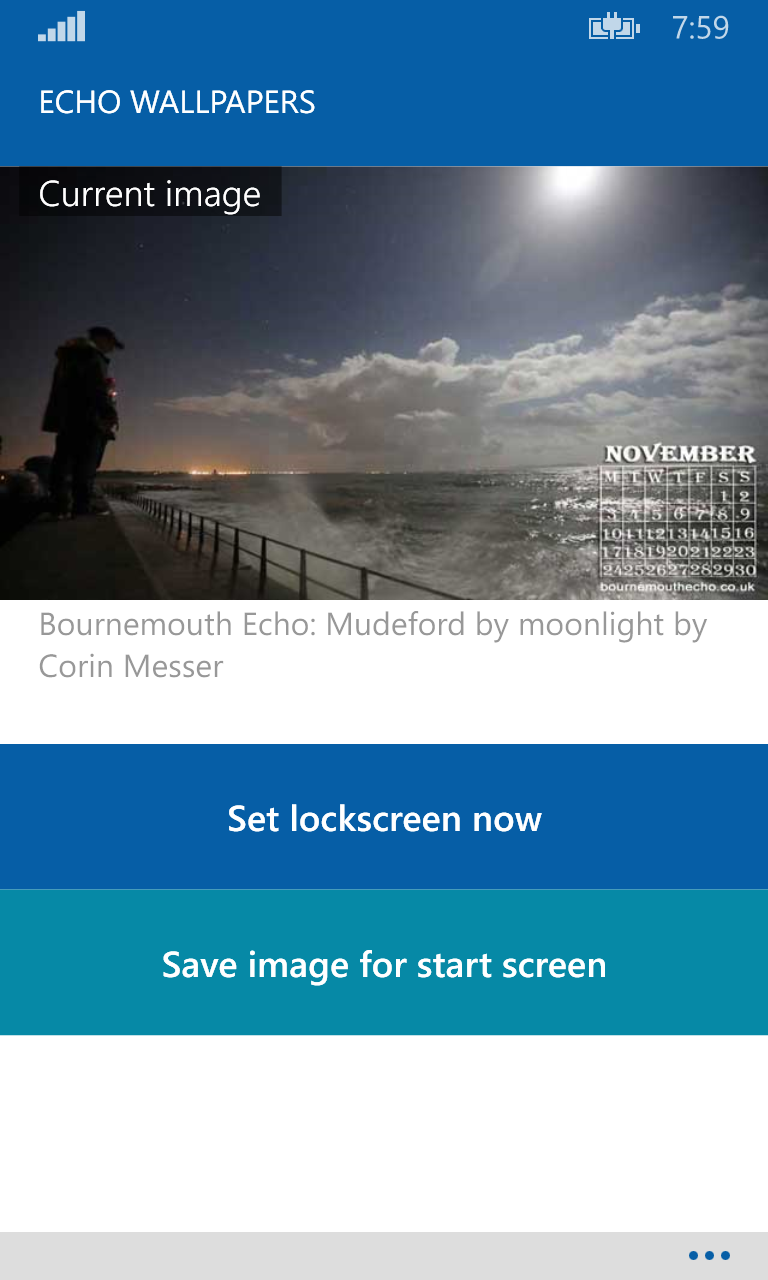 7:59
ECHO WALLPAPERS
Current image
NOVEMBER
M T W T F S S
1 2
3 4 5 6 7 8 9
10 11 12 13 14 15 16
17 18 19 20 21 22 23
24 25 26 27 28 29 30
bournemouthecho.co.uk
Bournemouth Echo: Mudeford by moonlight by
Corin Messer
Set lockscreen now
Save image for start screen